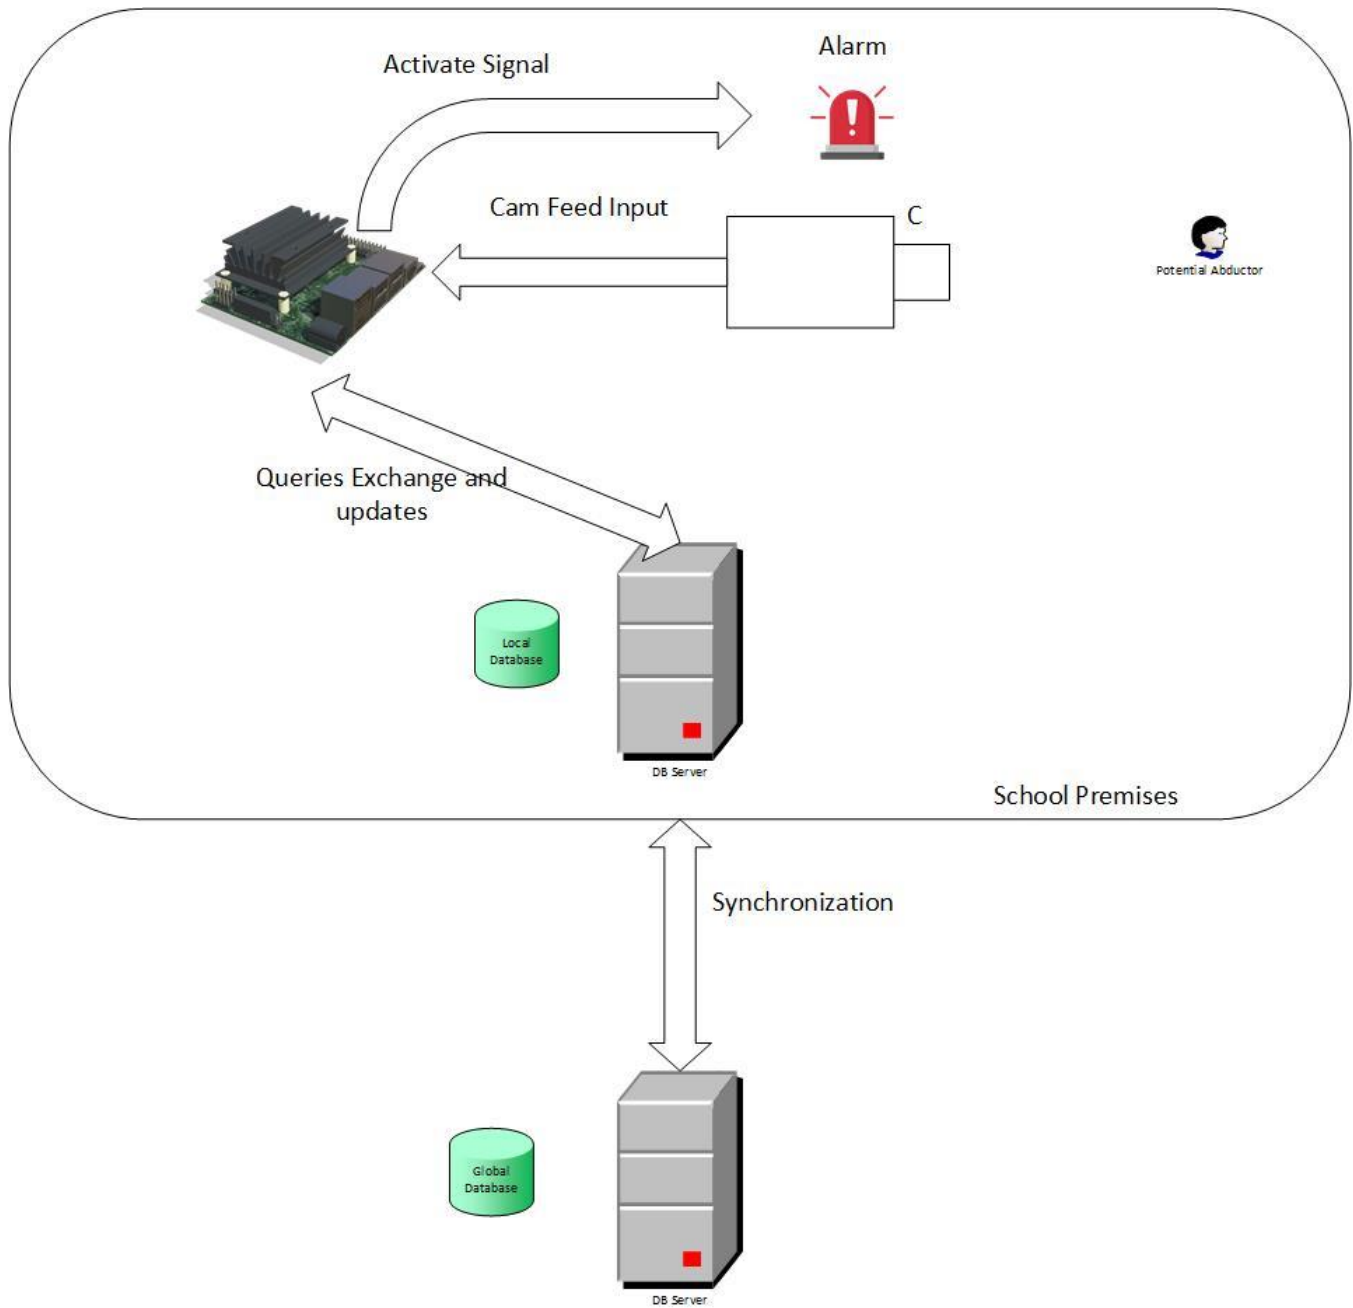 Alarm
Activate Signal
Cam Feed Input
C
Potential Abductor
Queries Exchange and
updates
Local
Database
DB Server
School Premises
Synchronization
Global
Database
DB Server